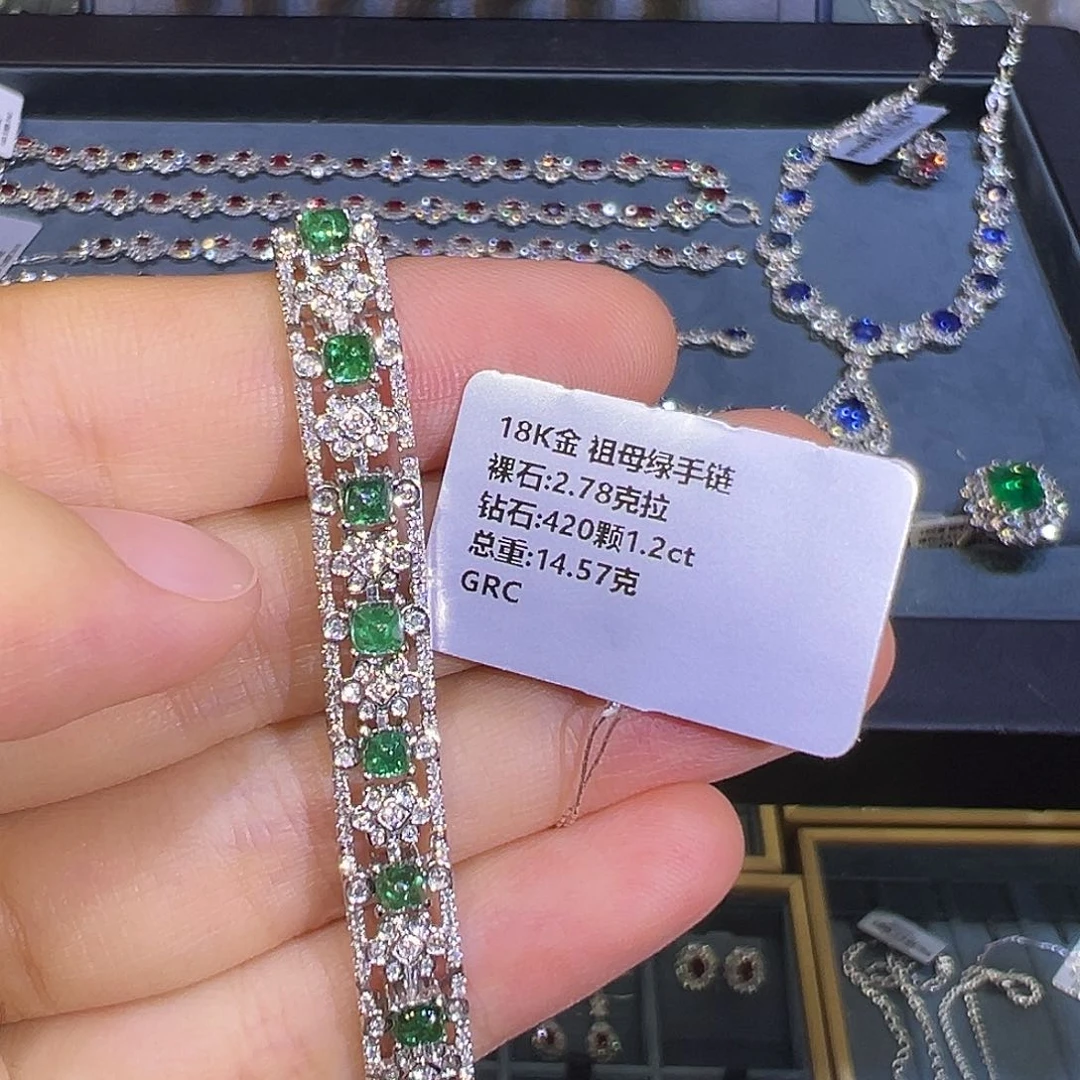 18K金 祖母绿手链
裸石:2.78克拉
钻石:420颗1.2ct
总重:14.57克
GRC